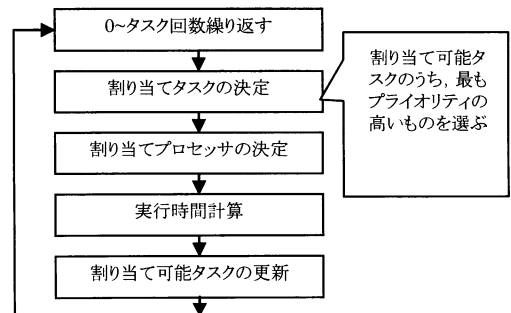 0~タスク回数繰り返す
割り当てタスクの決定
割り当て可能タ
スクのうち, 最も
プライオリティの
高いものを選ぶ
割り当てプロセッサの決定
実行時間計算
割り当て可能タスクの更新